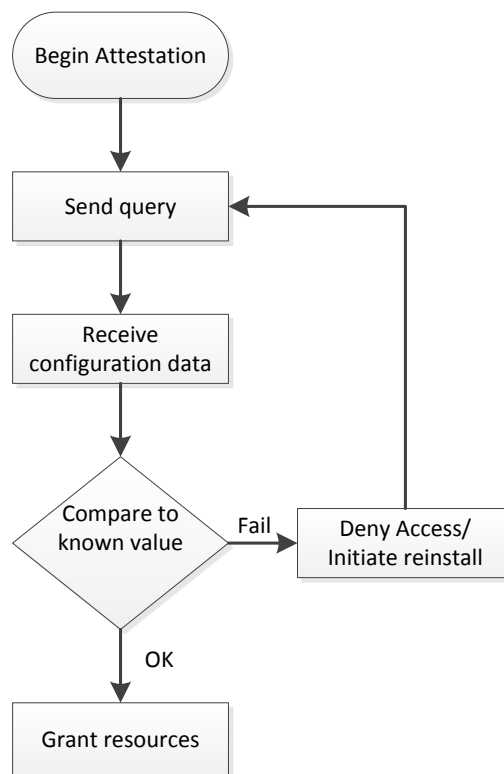 Begin Attestation
Send query
Receive
configuration data
Compare to
known value
Fail
Deny Access/
Initiate reinstall
OK
Grant resources